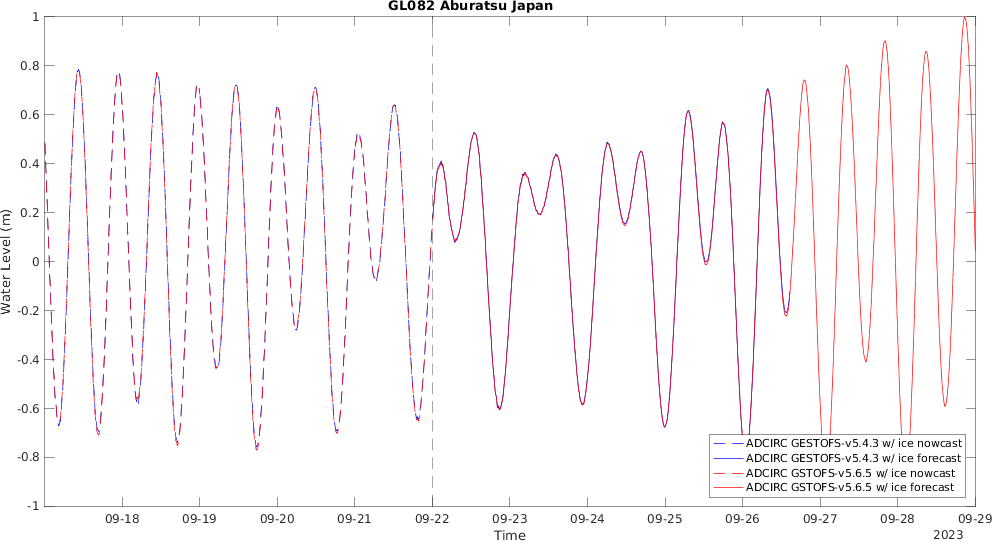 GL082 Aburatsu Japan
Water Level (m)
1
0.8
0.6
0.4
0.2
0
-0.2
-0.4
-0.6
-0.8
-1
ADCIRC GESTOFS-v5.4.3 w/ ice nowcast
ADCIRC GESTOFS-v5.4.3 w/ ice forecast
ADCIRC GSTOFS-v5.6.5 w/ ice nowcast
ADCIRC GSTOFS-v5.6.5 w/ ice forecast
09-18 09-19 09-20 09-21 09-22 09-23 09-24 09-25 09-26 09-27 09-28 09-29
Time
2023